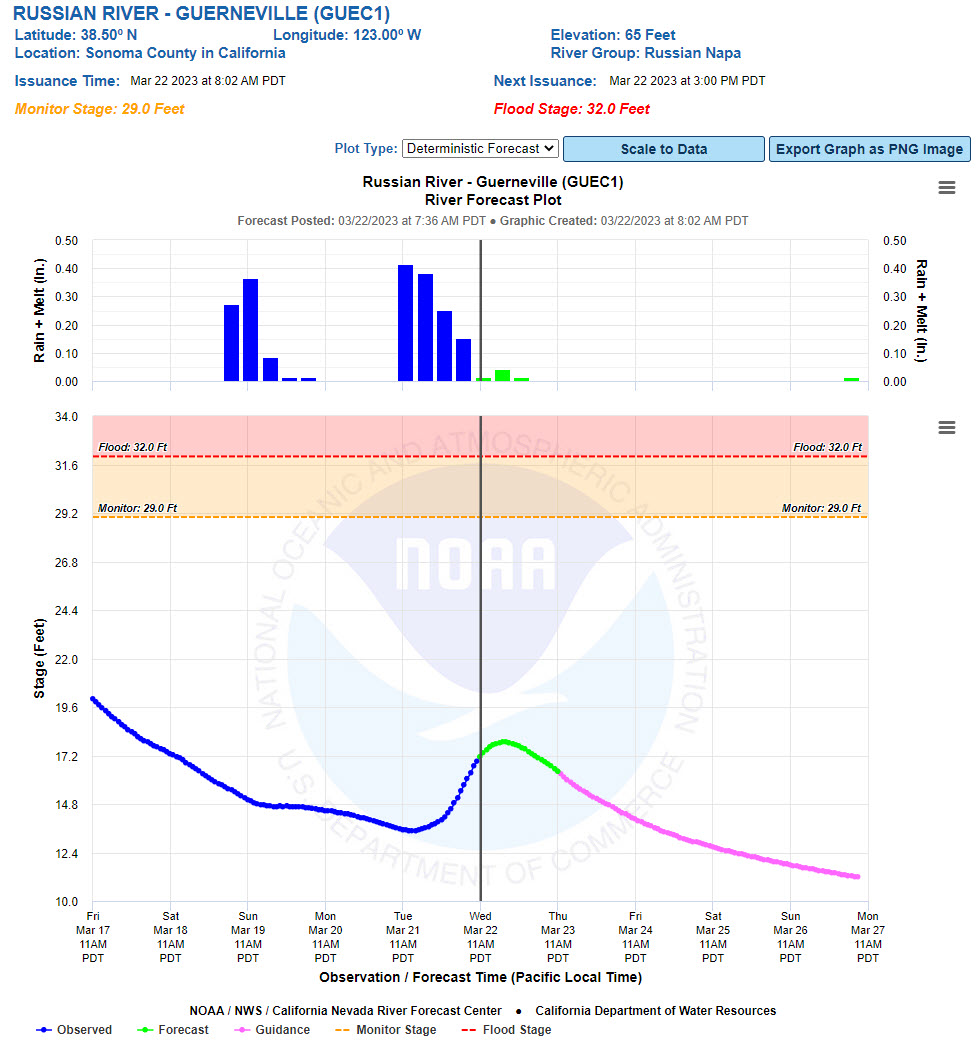 RUSSIAN RIVER - GUERNEVILLE (GUEC1)
Latitude: 38.50º N Longitude: 123.00º W Elevation: 65 Feet
Location: Sonoma County in California River Group: Russian Napa
Issuance Time: Mar 22 2023 at 8:02 AM PDT Next Issuance: Mar 22 2023 at 3:00 PM PDT
Monitor Stage: 29.0 Feet Flood Stage: 32.0 Feet
Plot Type: Deterministic Forecast Scale to Data Export Graph as PNG Image
Russian River - Guerneville (GUEC1)
River Forecast Plot
Forecast Posted: 03/22/2023 at 7:36 AM PDT ● Graphic Created: 03/22/2023 at 8:02 AM PDT
Rain + Melt (In.)
0.50 0.50
0.40 0.40
0.30 0.30
0.20 0.20
0.10 0.10
0.00 0.00
Rain + Melt (In.)
Stage (Feet)
34.0
Flood: 32.0 Ft Flood: 32.0 Ft
31.6
Monitor: 29.0 Ft Monitor: 29.0 Ft
29.2
26.8
24.4
22.0
19.6
17.2
14.8
12.4
10.0
NATIONAL OCEANIC AND ATMOSPHERIC ADMINISTRATION
NOAA
U.S. DEPARTMENT OF COMMERCE
Fri Sat Sun Mon Tue Wed Thu Fri Sat Sun Mon
Mar 17 Mar 18 Mar 19 Mar 20 Mar 21 Mar 22 Mar 23 Mar 24 Mar 25 Mar 26 Mar 27
11AM 11AM 11AM 11AM 11AM 11AM 11AM 11AM 11AM 11AM 11AM
PDT PDT PDT PDT PDT PDT PDT PDT PDT PDT PDT
Observation / Forecast Time (Pacific Local Time)
NOAA / NWS / California Nevada River Forecast Center ● California Department of Water Resources
Observed Forecast Guidance Monitor Stage Flood Stage